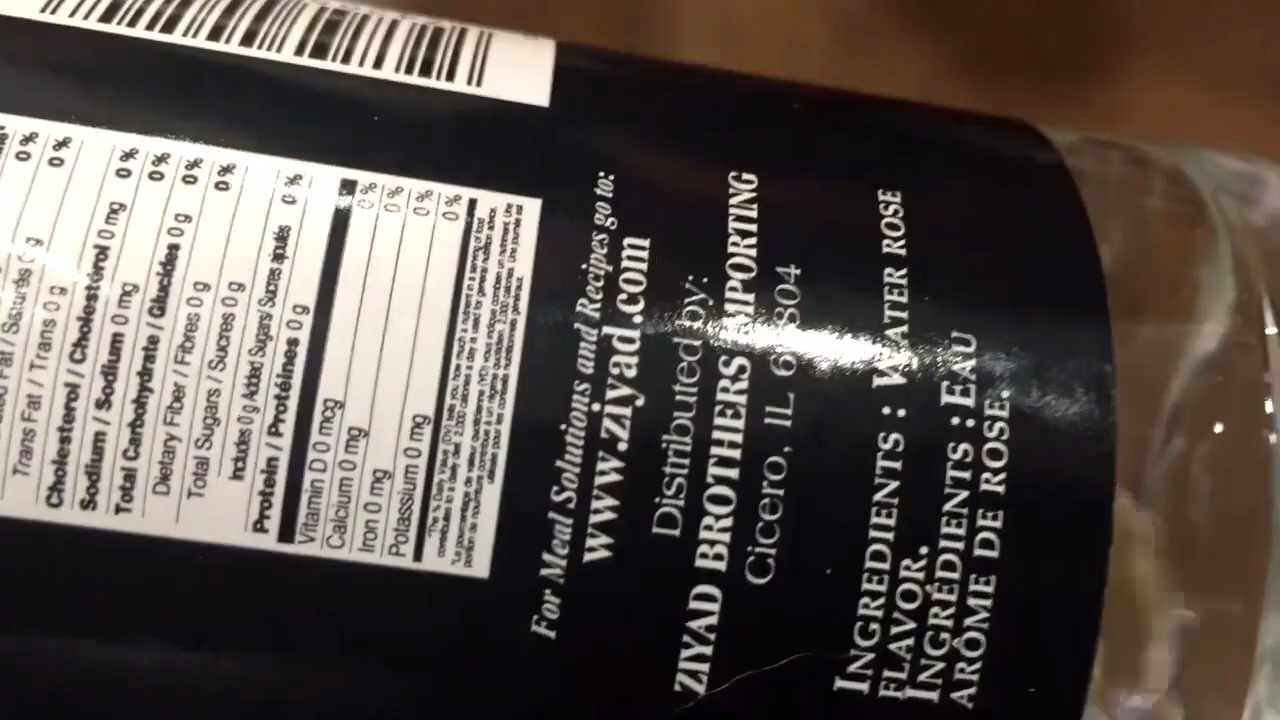 0 %
Trans Fat / Trans 0 g
Cholesterol / Cholestérol 0 mg 0 %
Sodium / Sodium 0 mg 0 %
Total Carbohydrate / Glucides 0 g 0 %
Dietary Fiber / Fibres 0 g 0 %
Total Sugars / Sucres 0 g
Includes 0 g Added Sugars/ Sucres ajoutés 0 %
Protein / Protéines 0 g
Vitamin D 0 mcg 0 %
Calcium 0 mg 0 %
Iron 0 mg 0 %
Potassium 0 mg 0 %
For Meal Solutions and Recipes go to:
www.ziyad.com
Distributed by:
ZIYAD BROTHERS IMPORTING
Cicero, IL
INGREDIENTS : WATER ROSE
FLAVOR.
INGRÉDIENTS : EAU
ARÔME DE ROSE.